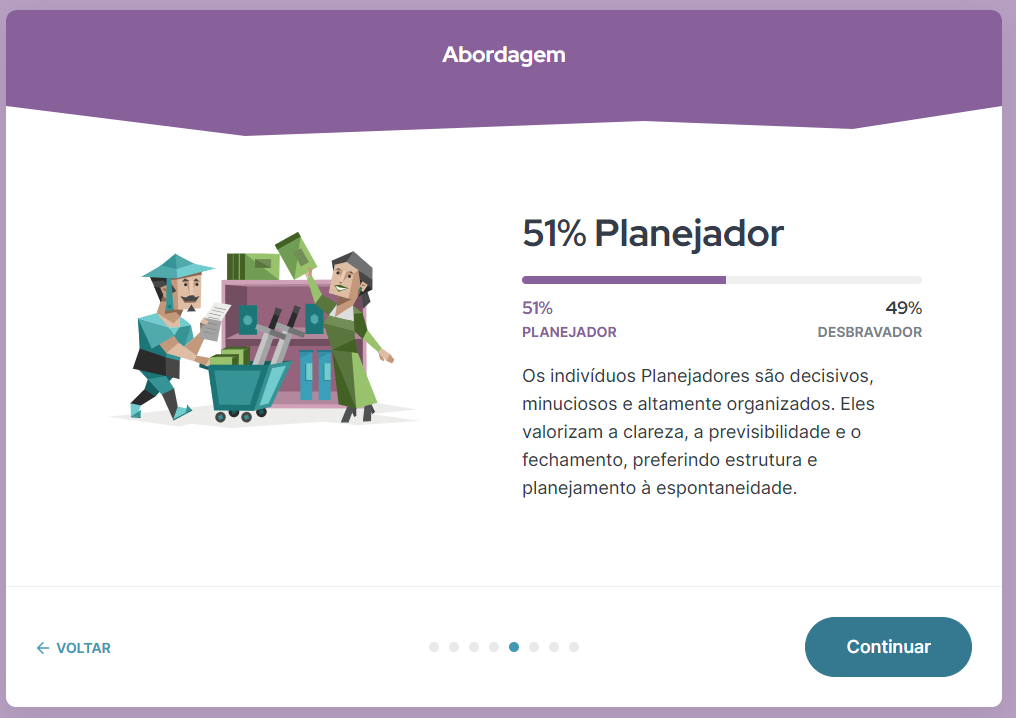 Abordagem
51% Planejador
51%
49%
PLANEJADOR
DESBRAVADOR
Os indivíduos Planejadores são decisivos,
minuciosos e altamente organizados. Eles
valorizam a clareza, a previsibilidade e o
fechamento, preferindo estrutura e
planejamento à espontaneidade.
VOLTAR
Continuar